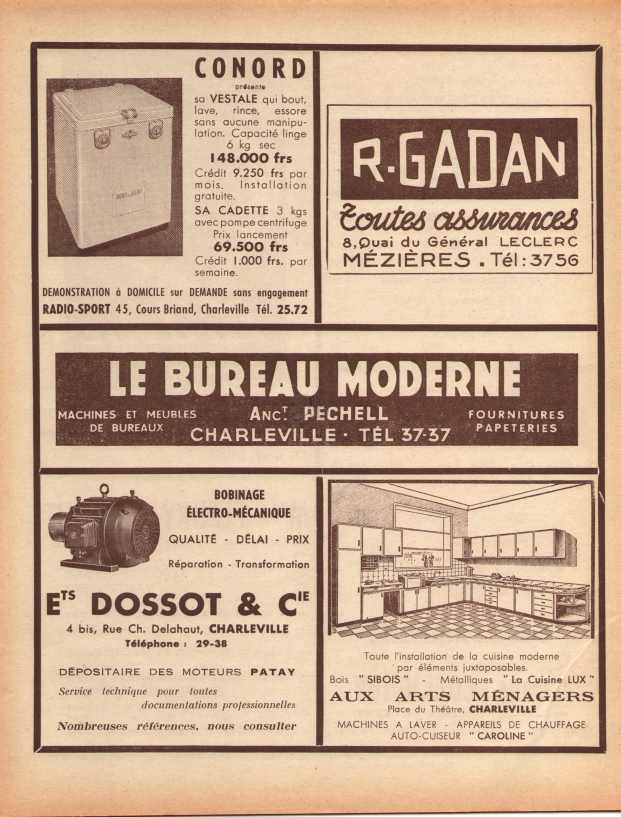 CONORD
présente
sa VESTALE qui bout,
lave, rince, essore
sans aucune manipu-
lation. Capacité linge
6 kg sec
148.000 frs
Crédit 9.250 frs par
mois. Installation
gratuite.
SA CADETTE 3 kgs
avec pompe centrifuge
Prix lancement
69.500 frs
Crédit 1.000 frs. par
semaine.
DEMONSTRATION à DOMICILE sur DEMANDE sans engagement
RADIO-SPORT 45, Cours Briand, Charleville Tél. 25.72
R.GADAN
Toutes assurances
8, Quai du Général LECLERC
MÉZIÈRES . Tél: 3756
LE BUREAU MODERNE
MACHINES ET MEUBLES
DE BUREAUX
ANCT PECHELL
CHARLEVILLE · TÉL 37-37
FOURNITURES
PAPETERIES
BOBINAGE
ÉLECTRO-MÉCANIQUE
QUALITÉ - DÉLAI - PRIX
Réparation - Transformation
ETS DOSSOT & CIE
4 bis, Rue Ch. Delahaut, CHARLEVILLE
Téléphone : 29-38
DÉPOSITAIRE DES MOTEURS PATAY
Service technique pour toutes
documentations professionnelles
Nombreuses références, nous consulter
Toute l'installation de la cuisine moderne
par éléments juxtaposables.
Bois " SIBOIS " - Métalliques " La Cuisine LUX "
AUX ARTS MÉNAGERS
Place du Théâtre, CHARLEVILLE
MACHINES A LAVER - APPAREILS DE CHAUFFAGE
AUTO-CUISEUR " CAROLINE "